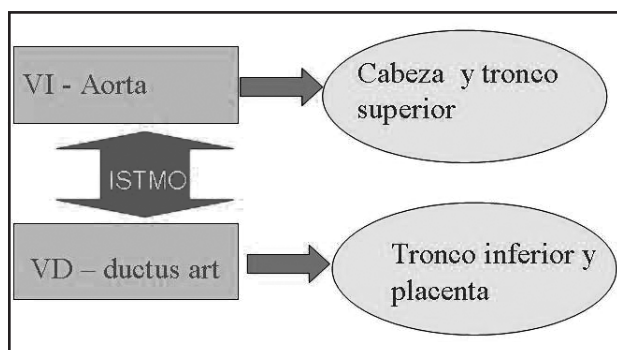 VI - Aorta
Cabeza y tronco
superior
ISTMO
VD – ductus art
Tronco inferior y
placenta